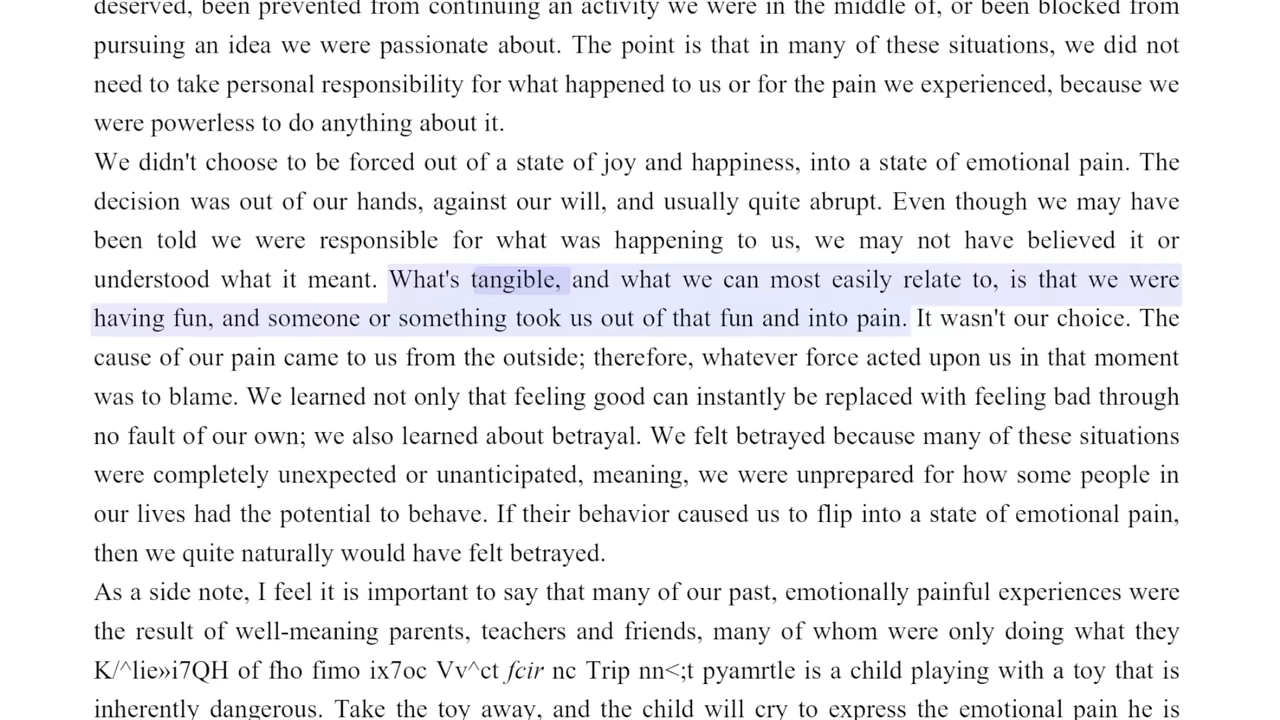 deserved, been prevented from continuing an activity we were in the middle of, or been blocked from
pursuing an idea we were passionate about. The point is that in many of these situations, we did not
need to take personal responsibility for what happened to us or for the pain we experienced, because we
were powerless to do anything about it.
We didn't choose to be forced out of a state of joy and happiness, into a state of emotional pain. The
decision was out of our hands, against our will, and usually quite abrupt. Even though we may have
been told we were responsible for what was happening to us, we may not have believed it or
understood what it meant. What's tangible, and what we can most easily relate to, is that we were
having fun, and someone or something took us out of that fun and into pain. It wasn't our choice. The
cause of our pain came to us from the outside; therefore, whatever force acted upon us in that moment
was to blame. We learned not only that feeling good can instantly be replaced with feeling bad through
no fault of our own; we also learned about betrayal. We felt betrayed because many of these situations
were completely unexpected or unanticipated, meaning, we were unprepared for how some people in
our lives had the potential to behave. If their behavior caused us to flip into a state of emotional pain,
then we quite naturally would have felt betrayed.
As a side note, I feel it is important to say that many of our past, emotionally painful experiences were
the result of well-meaning parents, teachers and friends, many of whom were only doing what they
K/^lie»i7QH of fho fimo ix7oc Vv^ct fcir nc Trip nn<;t pyamrtle is a child playing with a toy that is
inherently dangerous. Take the toy away, and the child will cry to express the emotional pain he is